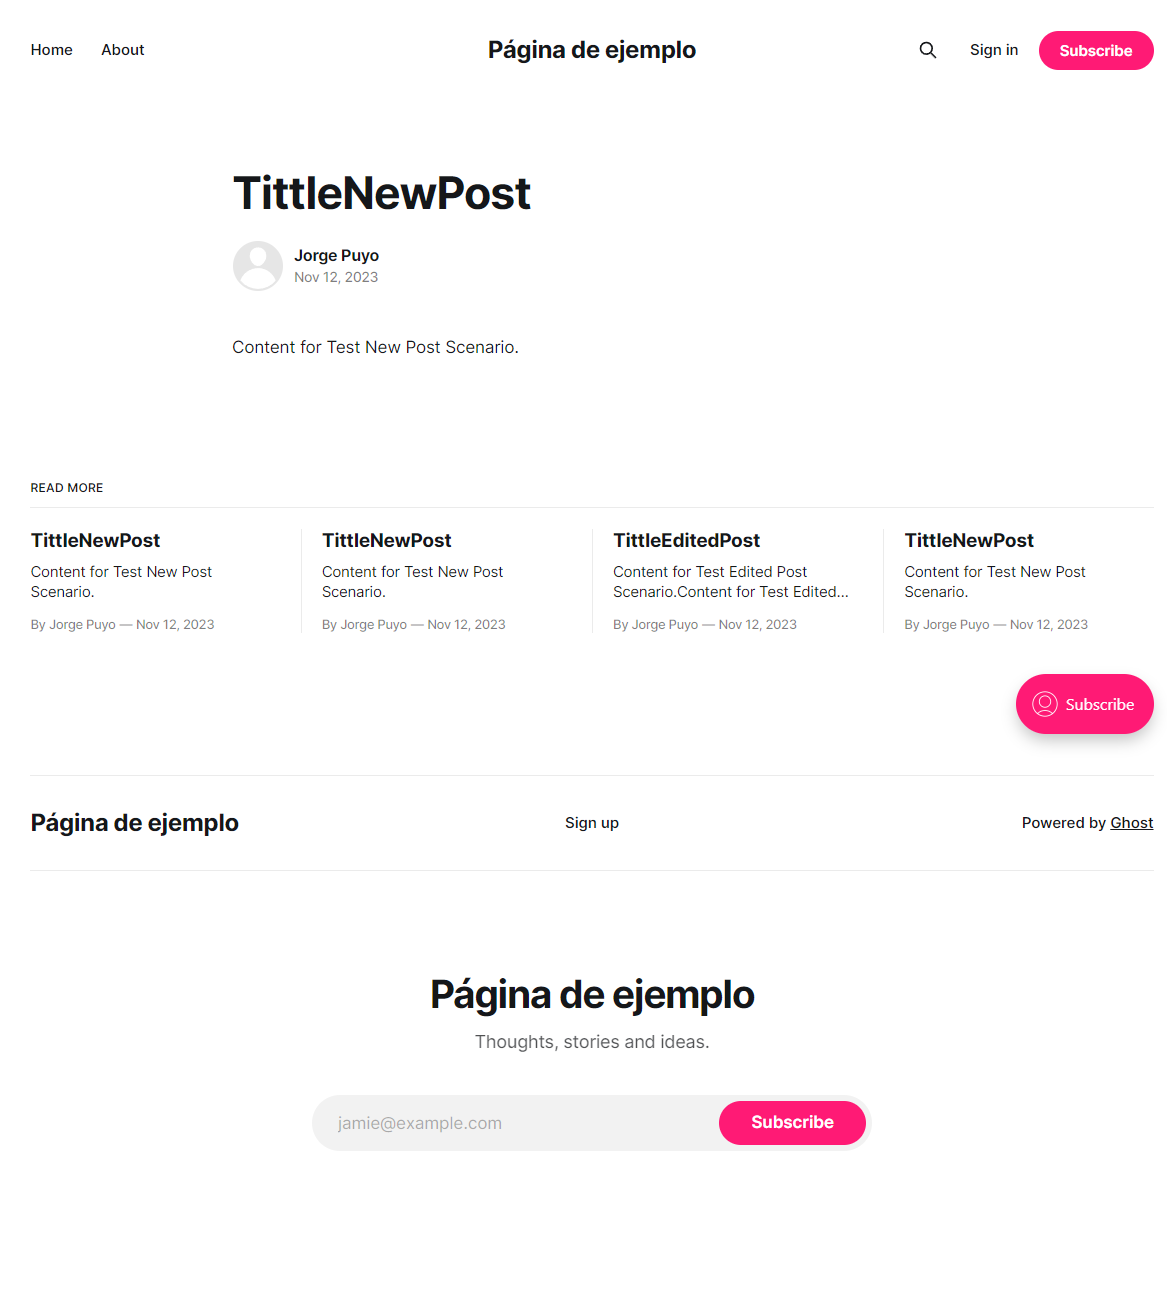 Home About Página de ejemplo Sign in Subscribe
TittleNewPost
Jorge Puyo
Nov 12, 2023
Content for Test New Post Scenario.
READ MORE
TittleNewPost
Content for Test New Post
Scenario.
By Jorge Puyo — Nov 12, 2023
TittleNewPost
Content for Test New Post
Scenario.
By Jorge Puyo — Nov 12, 2023
TittleEditedPost
Content for Test Edited Post
Scenario.Content for Test Edited...
By Jorge Puyo — Nov 12, 2023
TittleNewPost
Content for Test New Post
Scenario.
By Jorge Puyo — Nov 12, 2023
Subscribe
Página de ejemplo Sign up Powered by Ghost
Página de ejemplo
Thoughts, stories and ideas.
jamie@example.com Subscribe